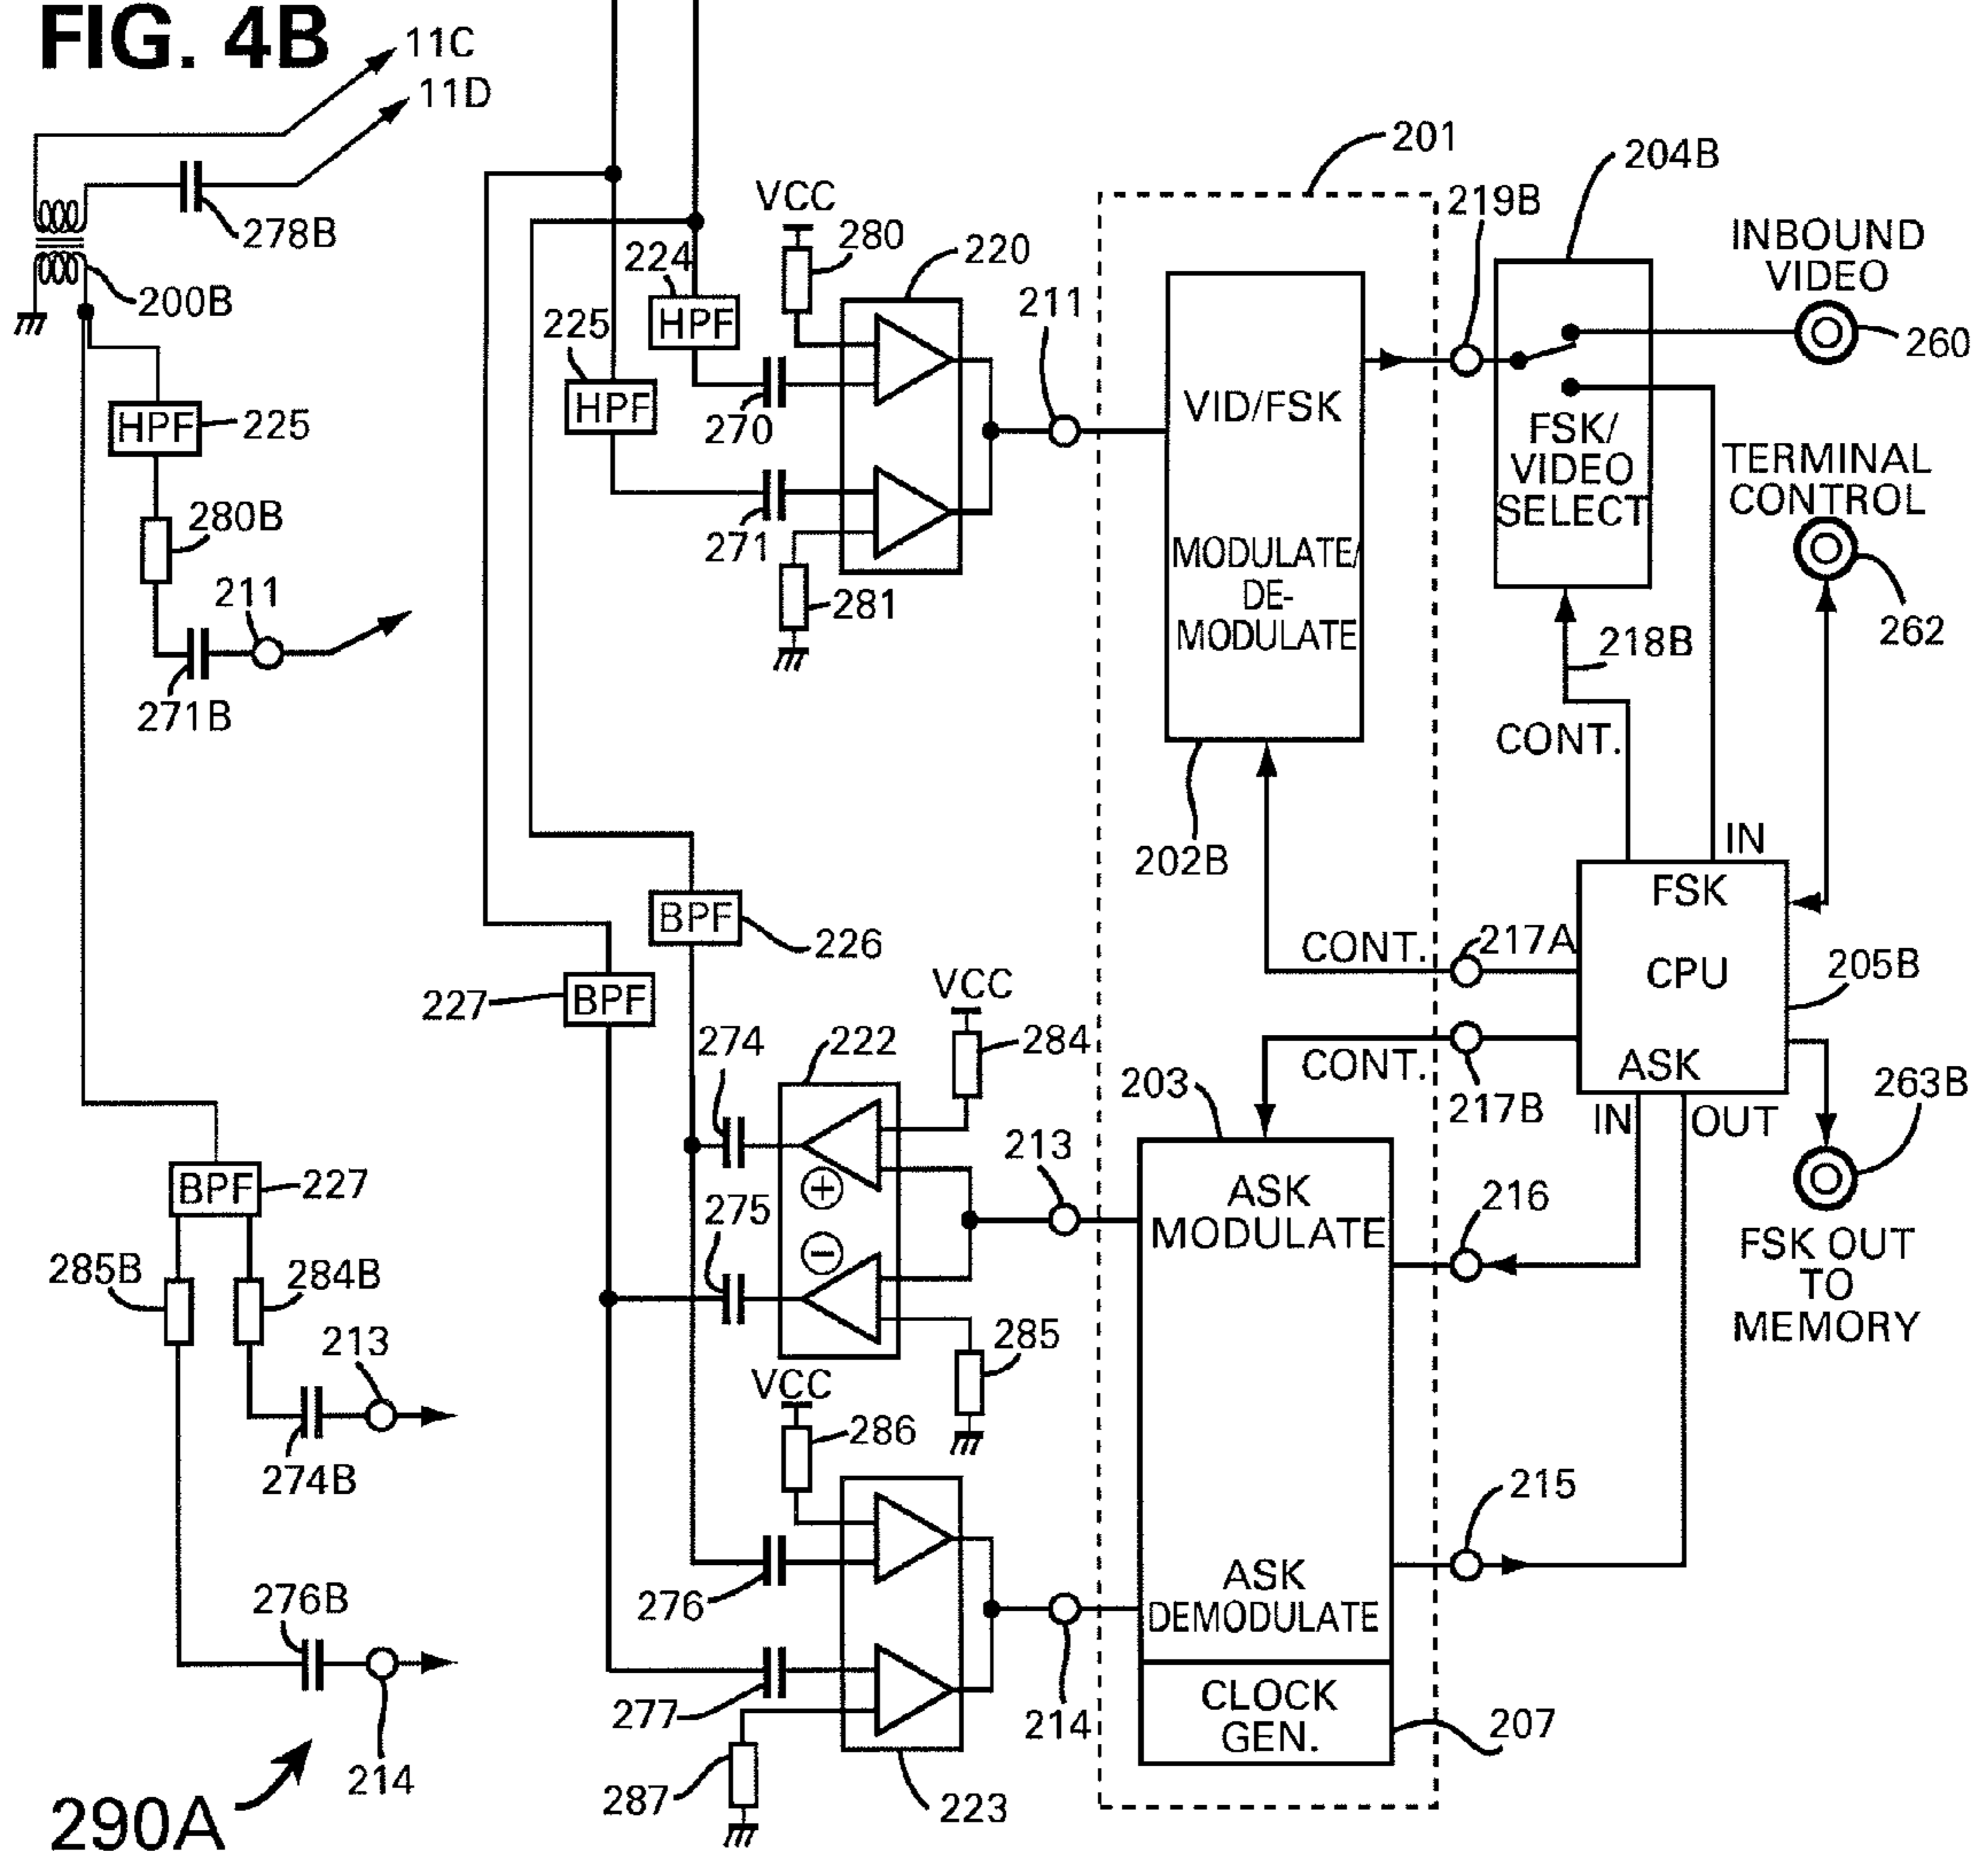 FIG. 4B
11C
11D
278B
200B
HPF
225
280B
211
271B
BPF
227
285B
284B
213
274B
276B
214
290A
224
HPF
225
HPF
VCC
280
220
211
270
271
281
201
VID/FSK
MODULATE/
DE-
MODULATE
202B
219B
204B
FSK/
VIDEO
SELECT
INBOUND
VIDEO
260
TERMINAL
CONTROL
262
218B
CONT.
IN
FSK
CPU
ASK
205B
IN
OUT
CONT.
217A
CONT.
217B
263B
FSK OUT
TO
MEMORY
BPF
226
227
BPF
274
222
VCC
284
+
275
−
285
213
203
ASK
MODULATE
216
VCC
286
276
277
287
223
214
ASK
DEMODULATE
215
CLOCK
GEN.
207